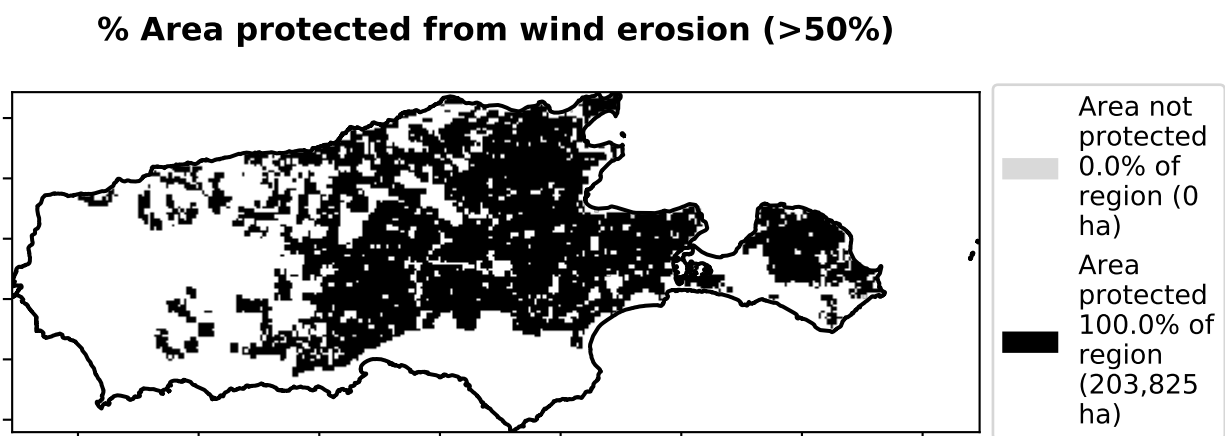 % Area protected from wind erosion (>50%)
Area not
protected
0.0% of
region (0
ha)
Area
protected
100.0% of
region
(203,825
ha)